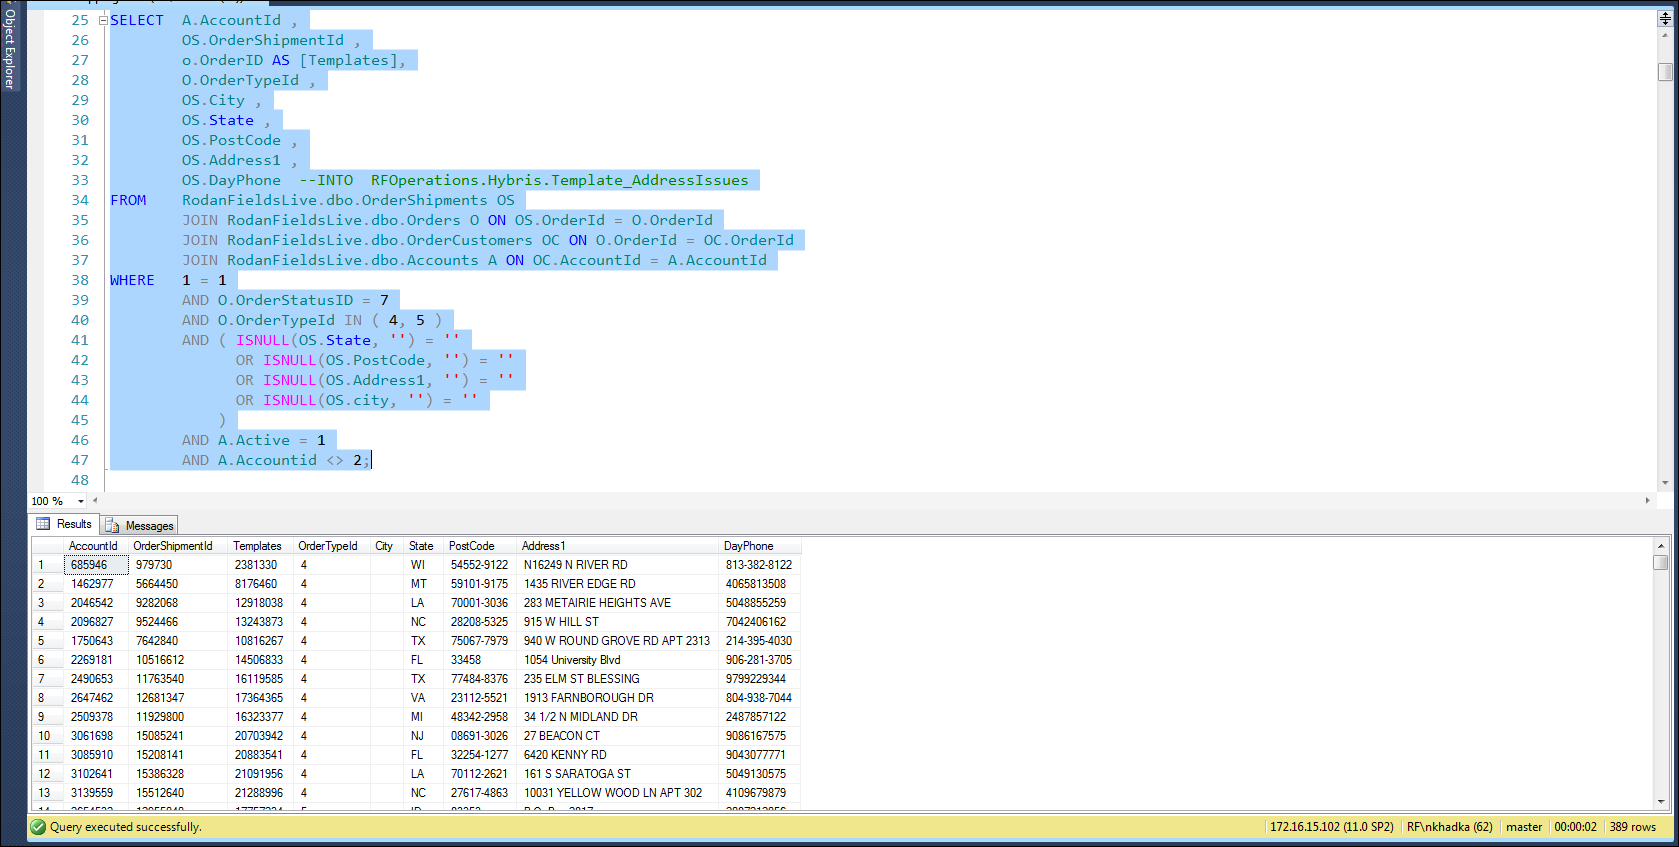 Object Explorer
25 SELECT A.AccountId ,
26 OS.OrderShipmentId ,
27 o.OrderID AS [Templates],
28 O.OrderTypeId ,
29 OS.City ,
30 OS.State ,
31 OS.PostCode ,
32 OS.Address1 ,
33 OS.DayPhone --INTO RFOperations.Hybris.Template_AddressIssues
34 FROM RodanFieldsLive.dbo.OrderShipments OS
35 JOIN RodanFieldsLive.dbo.Orders O ON OS.OrderId = O.OrderId
36 JOIN RodanFieldsLive.dbo.OrderCustomers OC ON O.OrderId = OC.OrderId
37 JOIN RodanFieldsLive.dbo.Accounts A ON OC.AccountId = A.AccountId
38 WHERE 1 = 1
39 AND O.OrderStatusID = 7
40 AND O.OrderTypeId IN ( 4, 5 )
41 AND ( ISNULL(OS.State, '') = ''
42 OR ISNULL(OS.PostCode, '') = ''
43 OR ISNULL(OS.Address1, '') = ''
44 OR ISNULL(OS.city, '') = ''
45 )
46 AND A.Active = 1
47 AND A.Accountid <> 2;
48
100 %
Results Messages
AccountId OrderShipmentId Templates OrderTypeId City State PostCode Address1 DayPhone
1 685946 979730 2381330 4 WI 54552-9122 N16249 N RIVER RD 813-382-8122
2 1462977 5664450 8176460 4 MT 59101-9175 1435 RIVER EDGE RD 4065813508
3 2046542 9282068 12918038 4 LA 70001-3036 283 METAIRIE HEIGHTS AVE 5048855259
4 2096827 9524466 13243873 4 NC 28208-5325 915 W HILL ST 7042406162
5 1750643 7642840 10816267 4 TX 75067-7979 940 W ROUND GROVE RD APT 2313 214-395-4030
6 2269181 10516612 14506833 4 FL 33458 1054 University Blvd 906-281-3705
7 2490653 11763540 16119585 4 TX 77484-8376 235 ELM ST BLESSING 9799229344
8 2647462 12681347 17364365 4 VA 23112-5521 1913 FARNBOROUGH DR 804-938-7044
9 2509378 11929800 16323377 4 MI 48342-2958 34 1/2 N MIDLAND DR 2487857122
10 3061698 15085241 20703942 4 NJ 08691-3026 27 BEACON CT 9086167575
11 3085910 15208141 20883541 4 FL 32254-1277 6420 KENNY RD 9043077771
12 3102641 15386328 21091956 4 LA 70112-2621 161 S SARATOGA ST 5049130575
13 3139559 15512640 21288996 4 NC 27617-4863 10031 YELLOW WOOD LN APT 302 4109679879
Query executed successfully. 172.16.15.102 (11.0 SP2) RF\nkhadka (62) master 00:00:02 389 rows